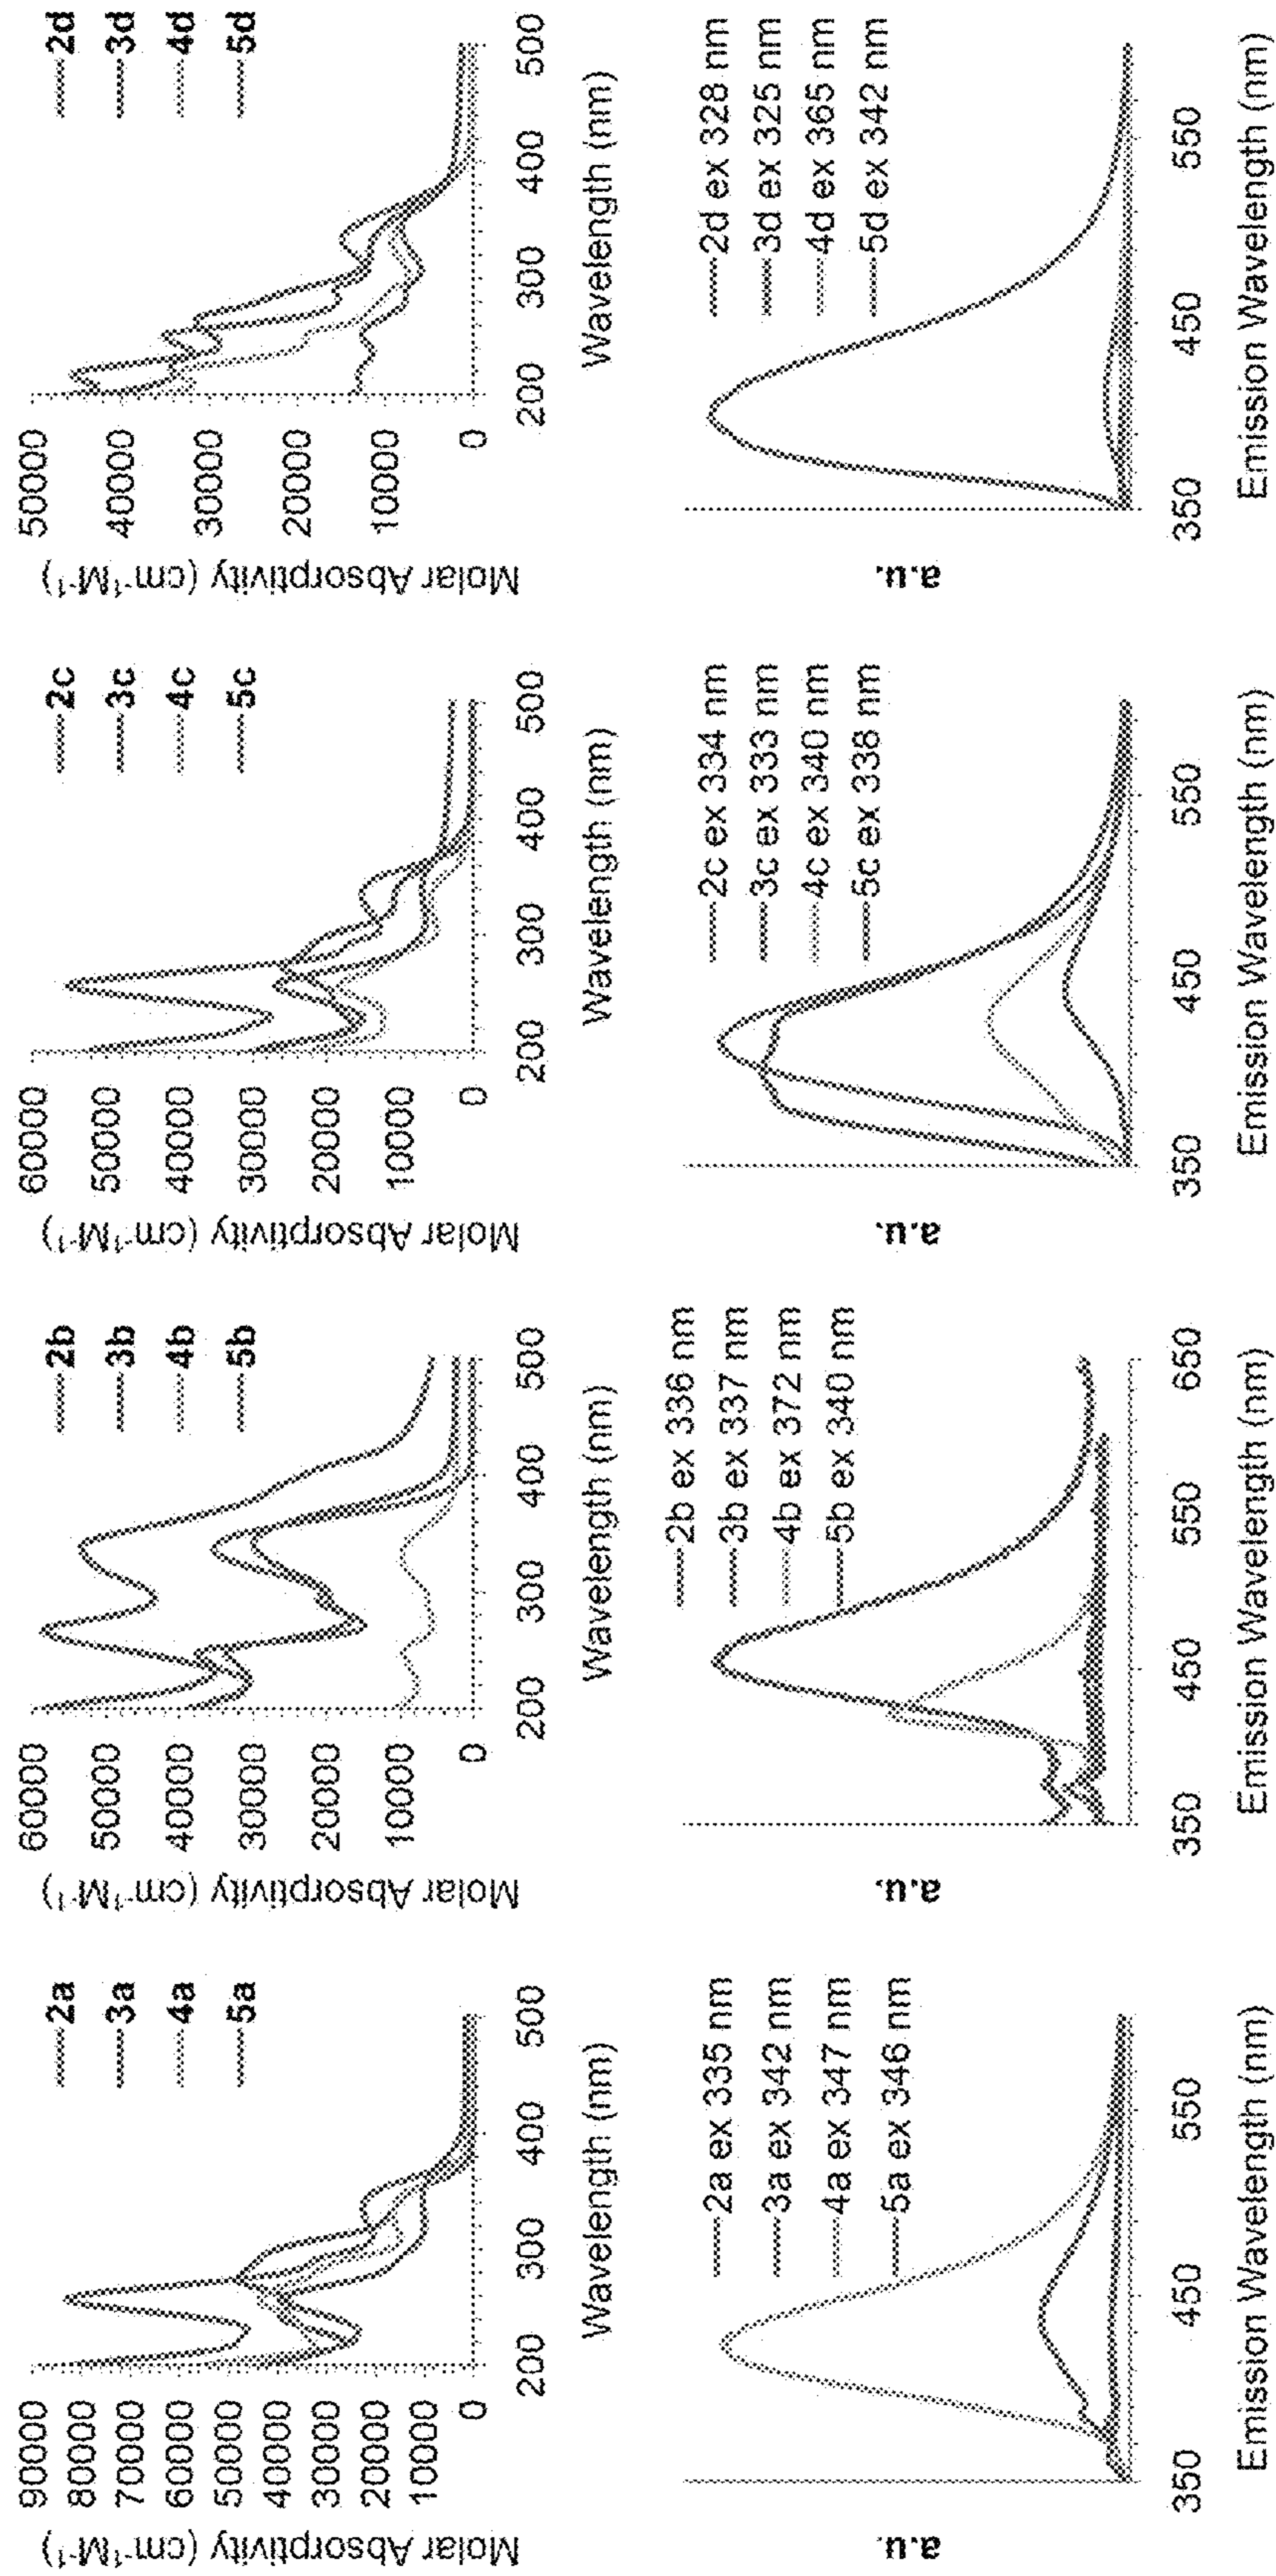 Molar Absorptivity (cm⁻¹M⁻¹)
90000
80000
70000
60000
50000
40000
30000
20000
10000
0
200
300
400
500
Wavelength (nm)
2a
3a
4a
5a
Molar Absorptivity (cm⁻¹M⁻¹)
60000
50000
40000
30000
20000
10000
0
200
300
400
500
Wavelength (nm)
2b
3b
4b
5b
Molar Absorptivity (cm⁻¹M⁻¹)
60000
50000
40000
30000
20000
10000
0
200
300
400
500
Wavelength (nm)
2c
3c
4c
5c
Molar Absorptivity (cm⁻¹M⁻¹)
50000
40000
30000
20000
10000
0
200
300
400
500
Wavelength (nm)
2d
3d
4d
5d
a.u.
2a ex 335 nm
3a ex 342 nm
4a ex 347 nm
5a ex 346 nm
350
450
550
Emission Wavelength (nm)
a.u.
2b ex 336 nm
3b ex 337 nm
4b ex 372 nm
5b ex 340 nm
350
450
550
650
Emission Wavelength (nm)
a.u.
2c ex 334 nm
3c ex 333 nm
4c ex 340 nm
5c ex 338 nm
350
450
550
Emission Wavelength (nm)
a.u.
2d ex 328 nm
3d ex 325 nm
4d ex 365 nm
5d ex 342 nm
350
450
550
Emission Wavelength (nm)